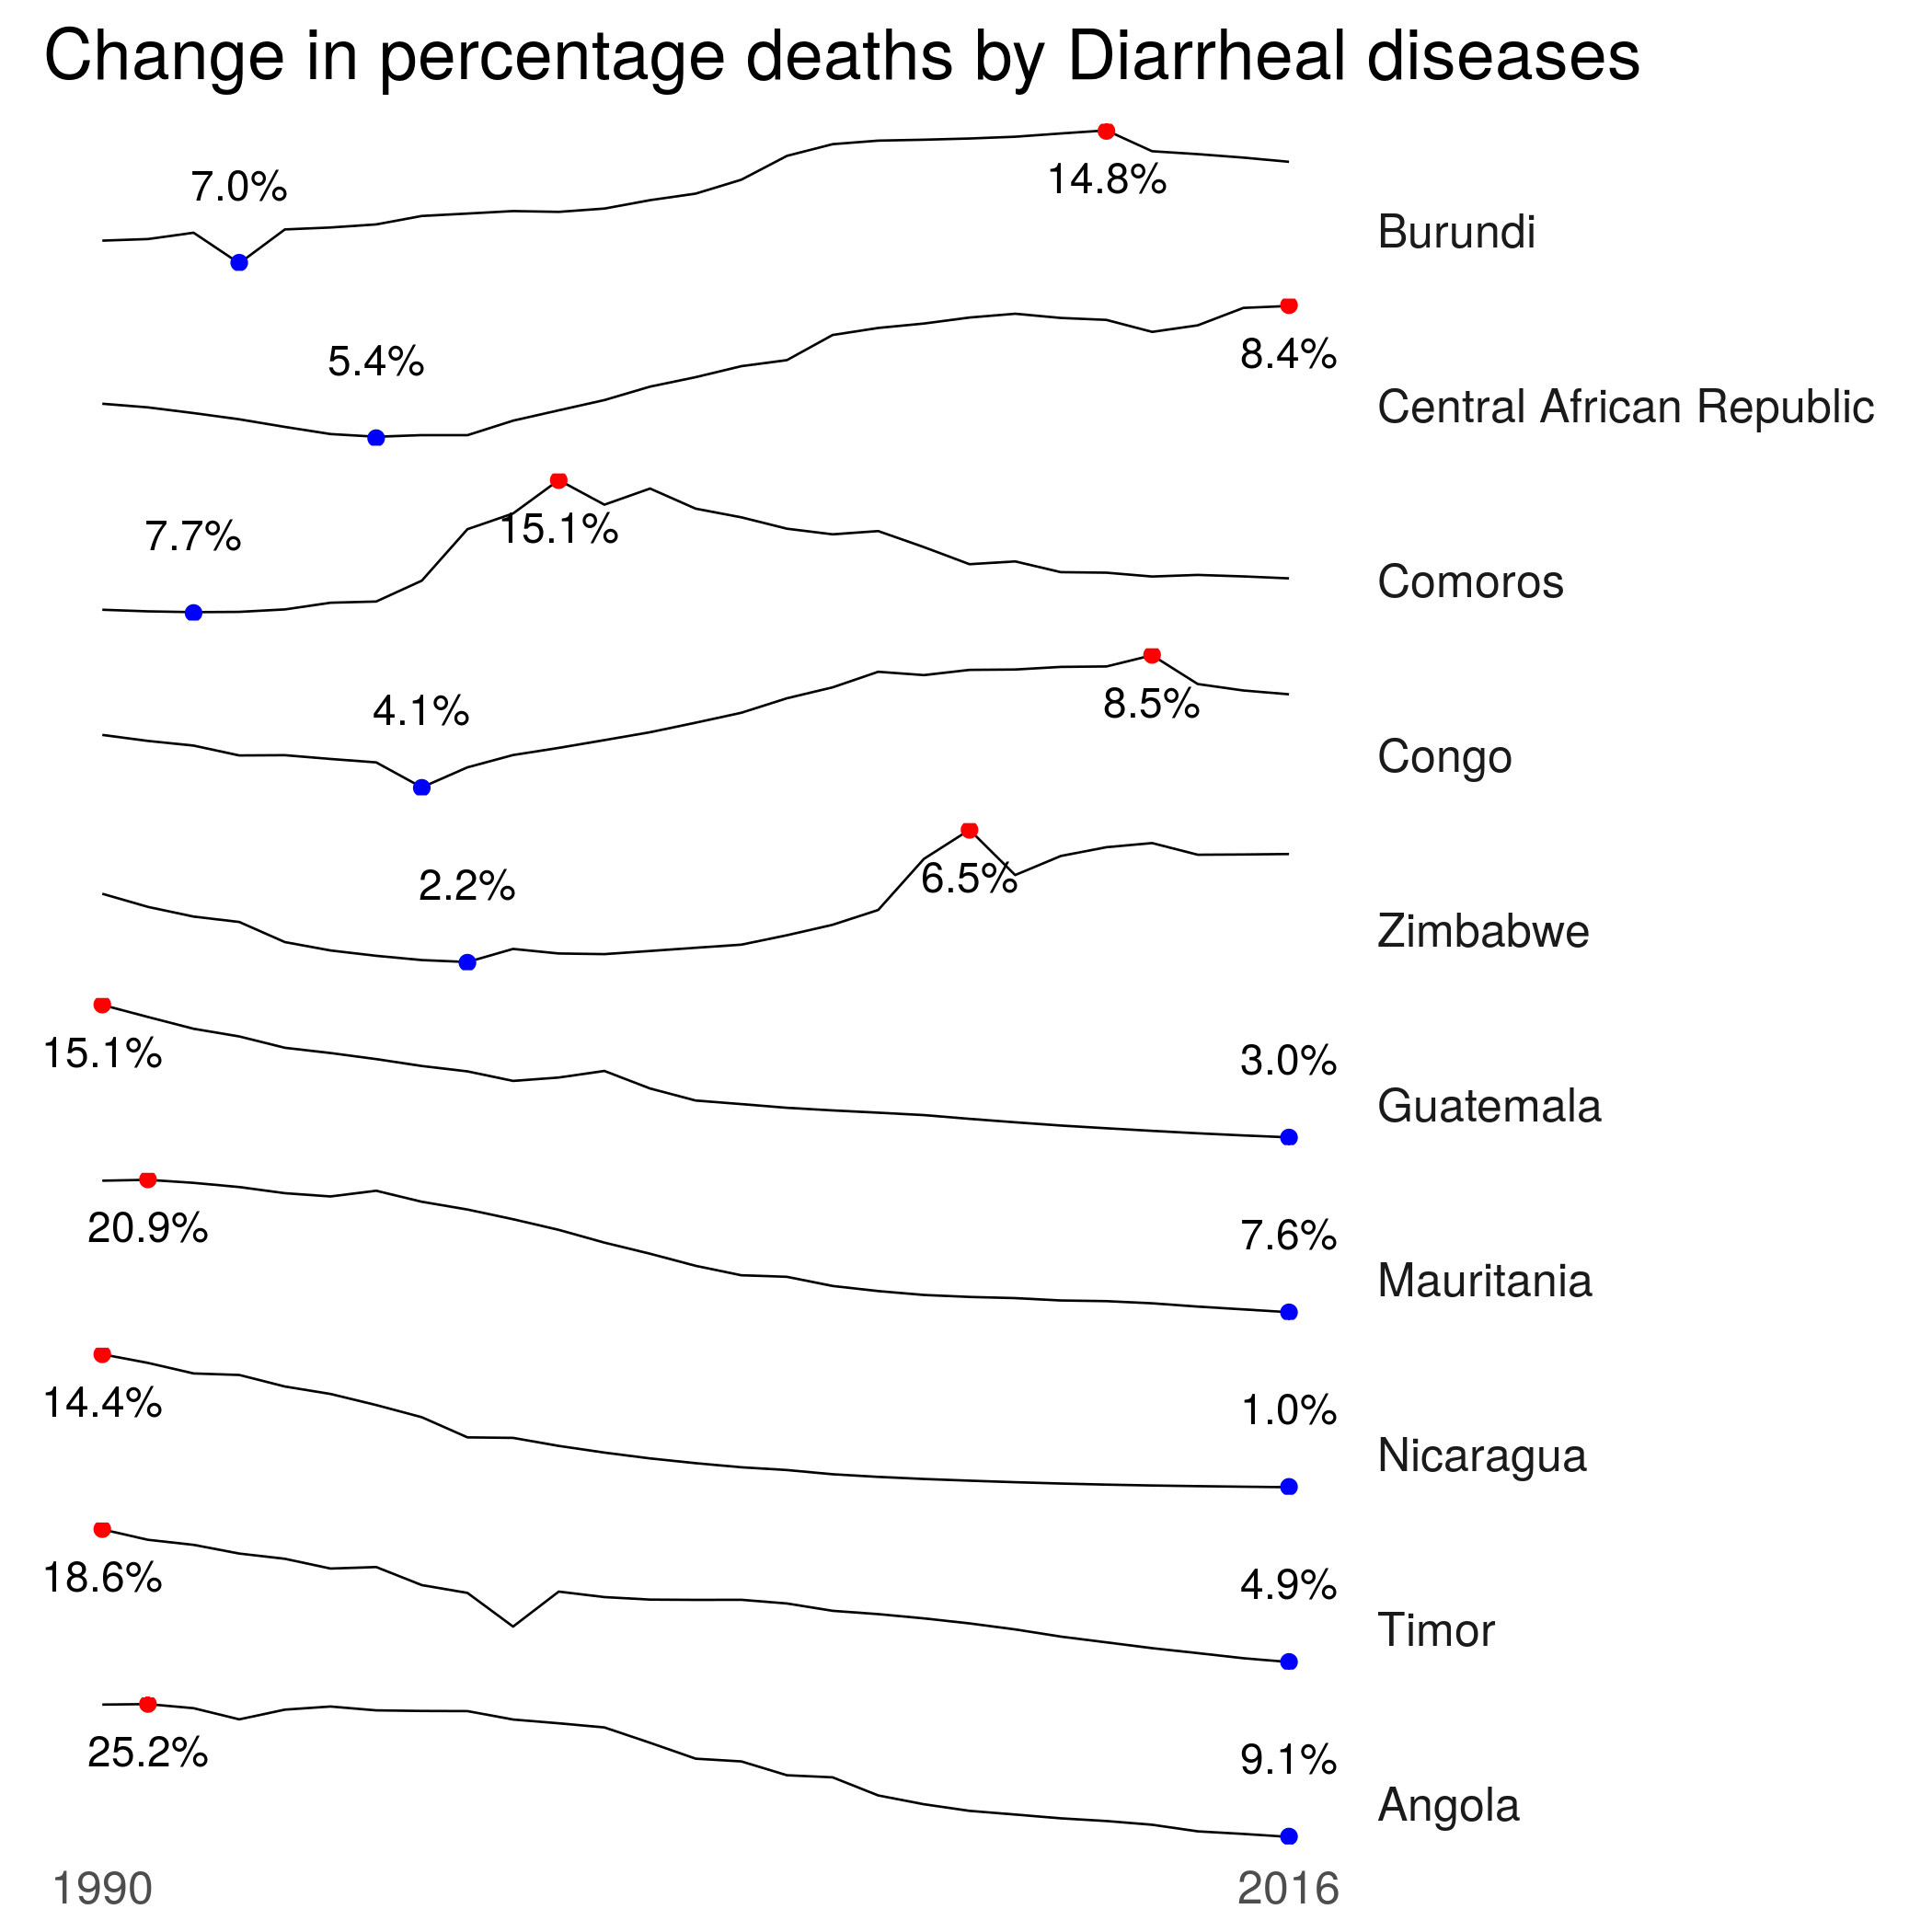 Change in percentage deaths by Diarrheal diseases
7.0%
14.8%
Burundi
5.4%
8.4%
Central African Republic
7.7%
15.1%
Comoros
4.1%
8.5%
Congo
2.2%
6.5%
Zimbabwe
15.1%
3.0%
Guatemala
20.9%
7.6%
Mauritania
14.4%
1.0%
Nicaragua
18.6%
4.9%
Timor
25.2%
9.1%
Angola
1990
2016